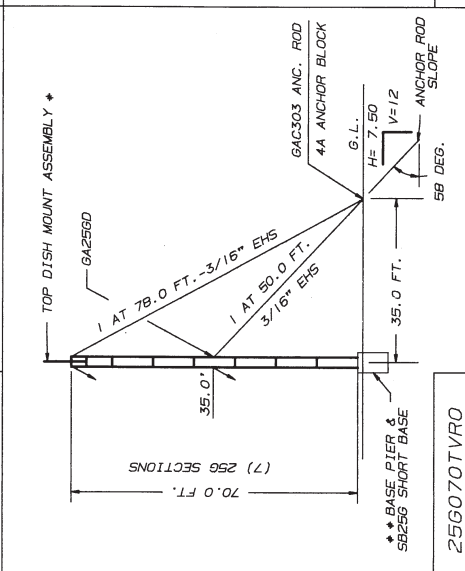 TOP DISH MOUNT ASSEMBLY *
GA25GD
1 AT 78.0 FT.-3/16" EHS
1 AT 50.0 FT.
3/16" EHS
GAC303 ANC. ROD
4A ANCHOR BLOCK
G.L.
H= 7.50
V=12
ANCHOR ROD
SLOPE
58 DEG.
35.0 FT.
35.0'
70.0 FT.
(7) 25G SECTIONS
** BASE PIER &
SB25G SHORT BASE
25G070TVRO